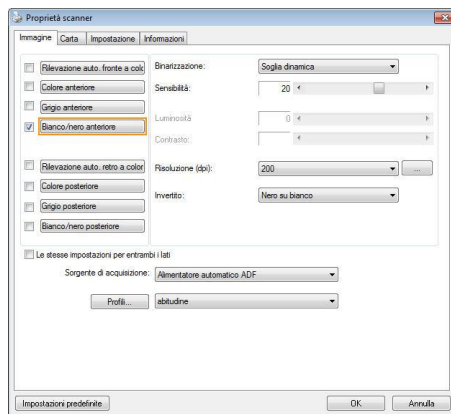 Proprietà scanner
Immagine Carta Impostazione Informazioni
Rilevazione auto. fronte a colo
Colore anteriore
Grigio anteriore
Bianco/nero anteriore
Rilevazione auto. retro a color
Colore posteriore
Grigio posteriore
Bianco/nero posteriore
Binarizzazione: Soglia dinamica
Sensibilità: 20
Luminosità 0
Contrasto: 0
Risoluzione (dpi): 200 ...
Invertito: Nero su bianco
Le stesse impostazioni per entrambi i lati
Sorgente di acquisizione: Alimentatore automatico ADF
Profili... abitudine
Impostazioni predefinite OK Annulla